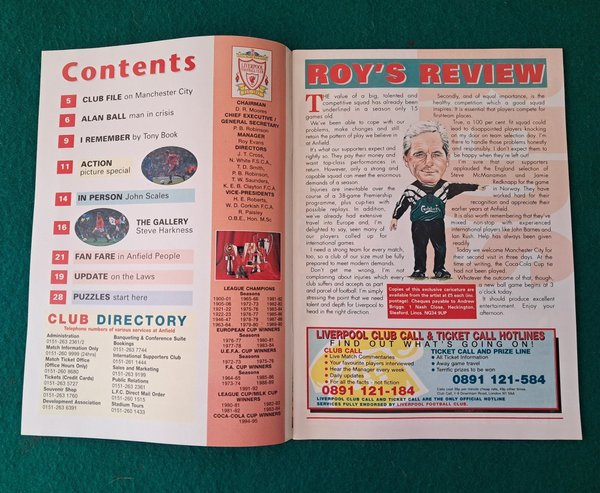 Contents
5 CLUB FILE on Manchester City
6 ALAN BALL man in crisis
9 I REMEMBER by Tony Book
11 ACTION
picture special
14 IN PERSON John Scales
16 THE GALLERY
Steve Harkness
21 FAN FARE in Anfield People
19 UPDATE on the Laws
28 PUZZLES start here
CLUB DIRECTORY
Telephone numbers of various services at Anfield
Administration
0151-263 2361/2
Match Information Only
0151-260 9999 (24hrs)
Match Ticket Office
(Office Hours Only)
0151-260 8680
Tickets (Credit Cards)
0151-263 5727
Souvenir Shop
0151-263 1760
Development Association
0151-263 6391
Banqueting & Conference Suite
Bookings
0151-263 7744
International Supporters Club
0151-261 1444
Sales and Marketing
0151-263 9199
Public Relations
0151-263 2361
L.F.C. Direct Mail Order
0151-260 1515
Stadium Tours
0151-260 1433
LIVERPOOL
CHAIRMAN
D. R. Moores
CHIEF EXECUTIVE /
GENERAL SECRETARY
P. B. Robinson
MANAGER
Roy Evans
DIRECTORS
J. T. Cross,
N. White F.S.C.A.,
T. D. Smith,
P. B. Robinson,
T. W. Saunders,
K. E. B. Clayton F.C.A.
VICE-PRESIDENTS
H. E. Roberts,
W. D. Corkish F.C.A.
R. Paisley
O.B.E., Hon. M.Sc.
LEAGUE CHAMPIONS
Seasons
1900-01 1965-66 1981-82
1905-06 1972-73 1982-83
1921-22 1975-76 1983-84
1922-23 1976-77 1985-86
1946-47 1978-79 1987-88
1963-64 1979-80 1989-90
EUROPEAN CUP WINNERS
Seasons
1976-77 1980-81
1977-78 1983-84
U.E.F.A. CUP WINNERS
Seasons
1972-73 1975-76
F.A. CUP WINNERS
Seasons
1964-65 1985-86
1973-74 1988-89
1991-92
LEAGUE CUP/MILK CUP
WINNERS
1980-81 1982-83
1981-82 1983-84
COCA-COLA CUP WINNERS
1994-95
ROY'S REVIEW
THE value of a big, talented and
competitive squad has already been
underlined in a season only 15
games old.
We've been able to cope with our
problems, make changes and still
retain the pattern of play we believe in
at Anfield.
It's what our supporters expect and
rightly so. They pay their money and
want top-class performances in
return. However, only a strong and
capable squad can meet the enormous
demands of a season.
Injuries are inevitable over the
course of a 38-game Premiership
programme, plus cup-ties with
possible replays. In addition,
we've already had extensive
travel into Europe and, I'm
delighted to say, seen many of
our players called up for
international games.
I need a strong team for every match,
too, so a club of our size must be fully
prepared to meet modern demands.
Don't get me wrong, I'm not
complaining about injuries which every
club suffers and accepts as part
and parcel of football. I'm simply
stressing the point that we need
talent and depth for Liverpool to
head in the right direction.
Secondly, and of equal importance, is the
healthy competition which a good squad
inspires. It is essential that players compete for
first-team places.
True, a 100 per cent fit squad could
lead to disappointed players knocking
on my door on team selection day. I'm
there to handle those problems honestly
and respectfully. I don't expect them to
be happy when they're left out!
I'm sure that our supporters
applauded the England selection of
Steve McManaman and Jamie
Redknapp for the game
in Norway. They have
worked hard for their
recognition and appreciate their
earlier years at Anfield.
It is also worth remembering that they've
mixed non-stop with experienced
international players like John Barnes and
Ian Rush. Help has always been given
readily.
Today we welcome Manchester City for
their second visit in three days. At the
time of writing, the Coca-Cola Cup tie
had not been played.
Whatever the outcome of that, though,
a new ball game begins at
3 o'clock today.
It should produce excellent
entertainment. Enjoy your
afternoon.
Carlsberg
Copies of this exclusive caricature are
available from the artist at £5 each (inc.
postage). Cheques payable to Andrew
Briggs, 1 Nash Close, Heckington,
Sleaford, Lincs. NG34 9UP
LIVERPOOL CLUB CALL & TICKET CALL HOTLINES
FIND OUT WHAT'S GOING ON!
CLUB CALL
Live Match Commentaries
Your favourite players interviewed
Hear the Manager every week
Daily updates
For all the facts - not fiction
0891 121-184
TICKET CALL AND PRIZE LINE
All Ticket Information
Away game travel
Terrific prizes to be won
0891 121-584
LIVERPOOL CLUB CALL AND TICKET CALL ARE THE ONLY OFFICIAL HOTLINE
SERVICES FULLY ENDORSED BY LIVERPOOL FOOTBALL CLUB.